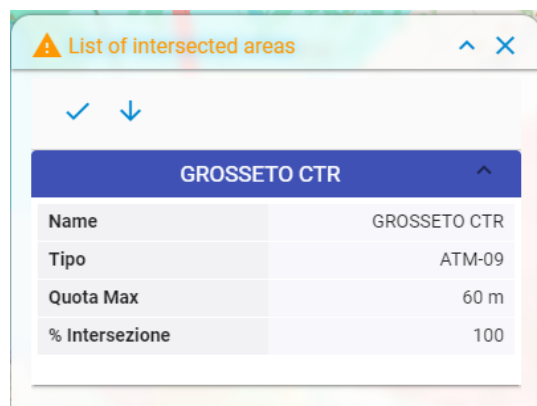 List of intersected areas
GROSSETO CTR
Name GROSSETO CTR
Tipo ATM-09
Quota Max 60 m
% Intersezione 100